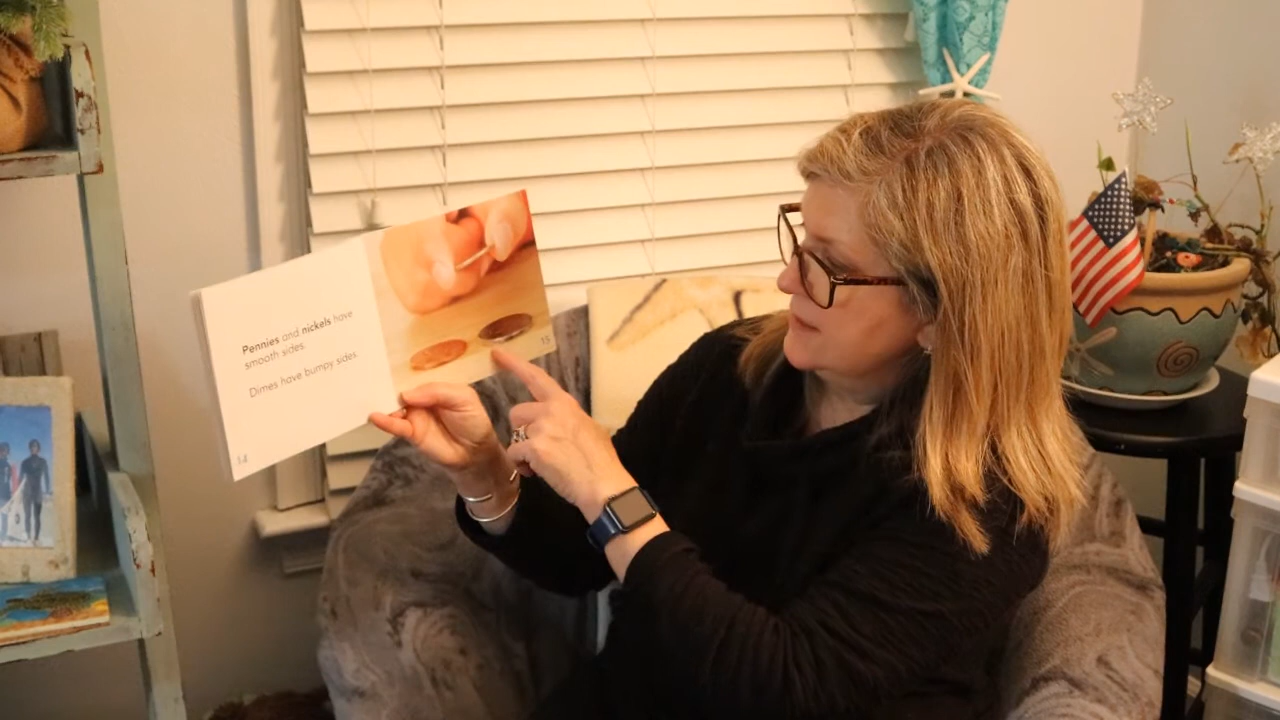 Pennies and nickels have
smooth sides.
Dimes have bumpy sides.
14
15